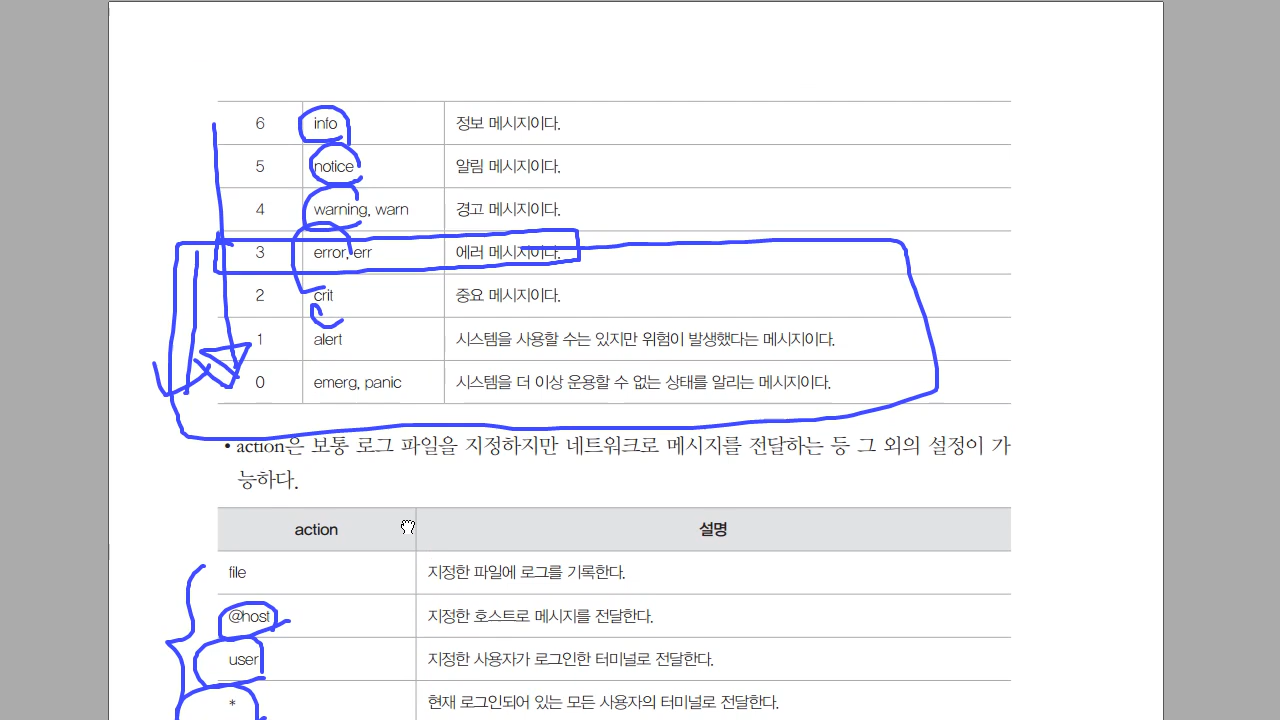 6 info 정보 메시지이다.
5 notice 알림 메시지이다.
4 warning, warn 경고 메시지이다.
3 error, err 에러 메시지이다.
2 crit 중요 메시지이다.
1 alert 시스템을 사용할 수는 있지만 위험이 발생했다는 메시지이다.
0 emerg, panic 시스템을 더 이상 운용할 수 없는 상태를 알리는 메시지이다.
• action은 보통 로그 파일을 지정하지만 네트워크로 메시지를 전달하는 등 그 외의 설정이 가
능하다.
action 설명
file 지정한 파일에 로그를 기록한다.
@host 지정한 호스트로 메시지를 전달한다.
user 지정한 사용자가 로그인한 터미널로 전달한다.
* 현재 로그인되어 있는 모든 사용자의 터미널로 전달한다.